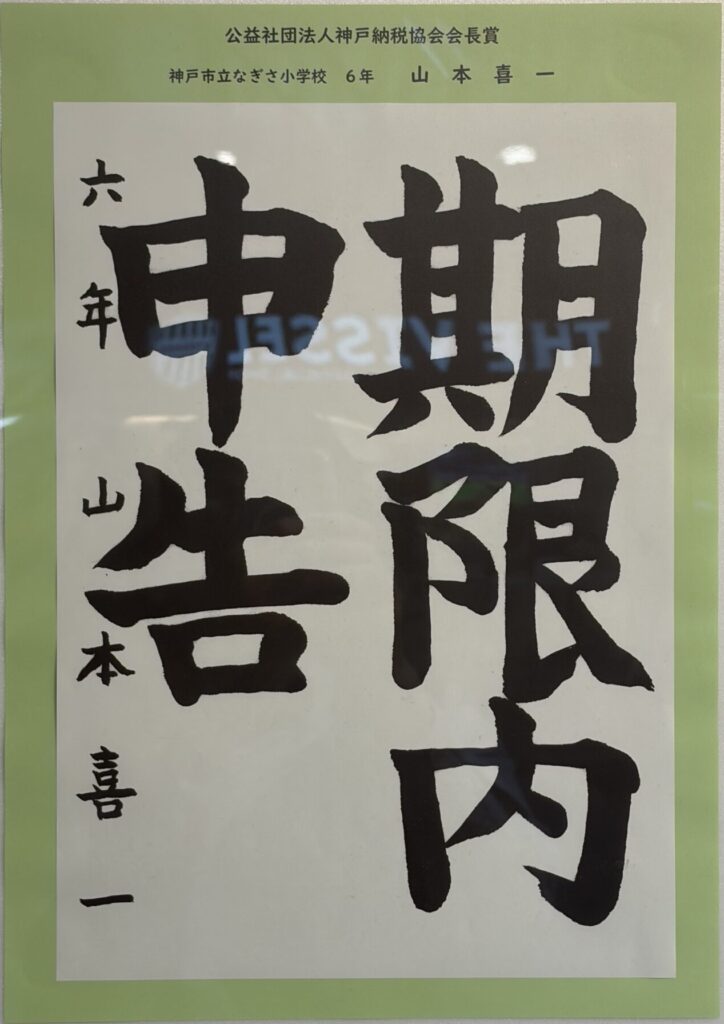 公益社団法人神戸納税協会会長賞
神戸市立なぎさ小学校 6年 山本喜一
期限内
申告
六年 山本喜一
THE VISSEL